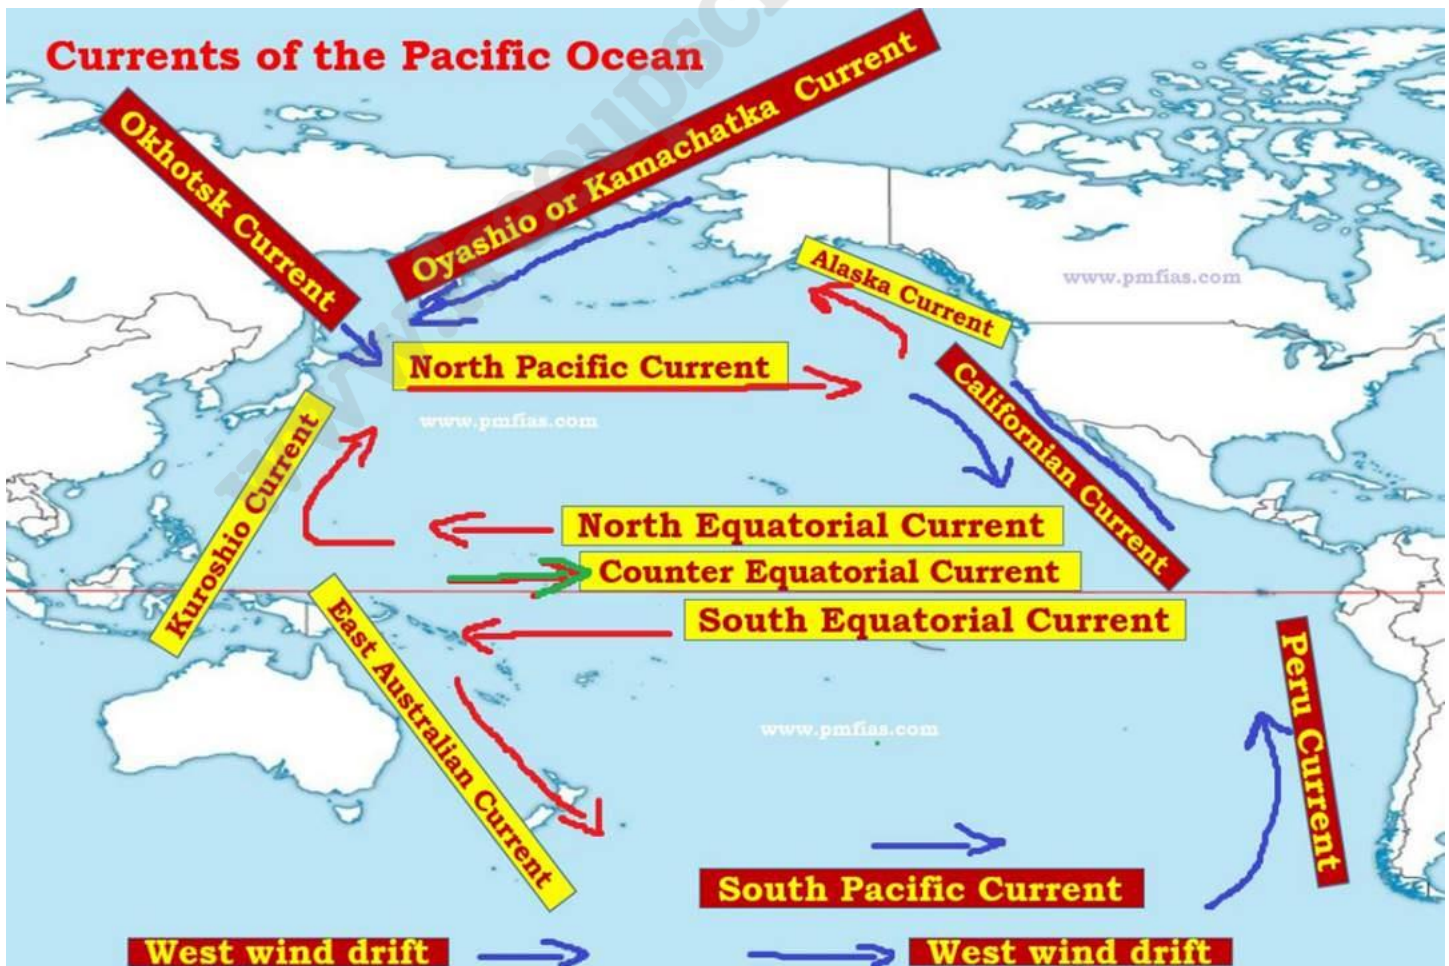 Currents of the Pacific Ocean
Okhotsk Current
Oyashio or Kamachatka Current
Alaska Current
www.pmfias.com
North Pacific Current
Californian Current
www.pmfias.com
Kuroshio Current
North Equatorial Current
Counter Equatorial Current
South Equatorial Current
East Australian Current
Peru Current
www.pmfias.com
South Pacific Current
West wind drift
West wind drift